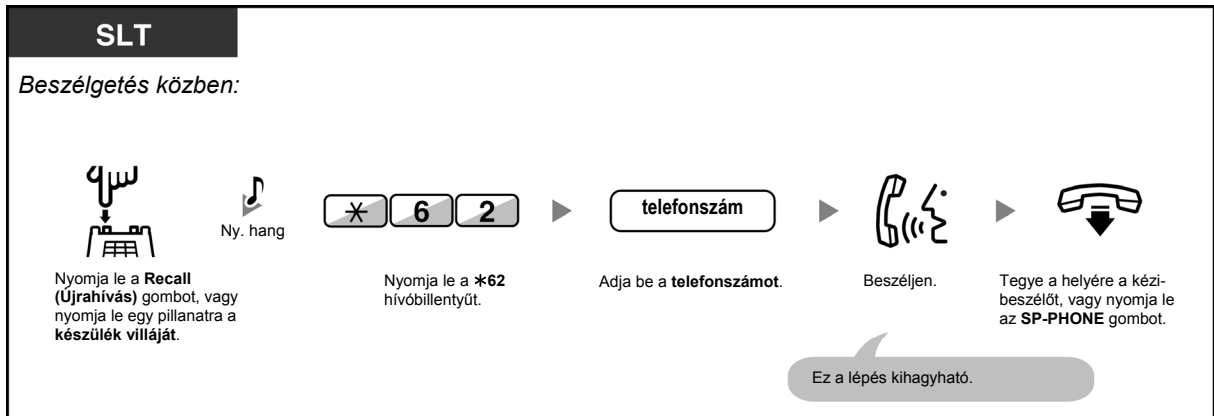 SLT
Beszélgetés közben:
Ny. hang
✳ 6 2
telefonszám
Nyomja le a Recall
(Újrahívás) gombot, vagy
nyomja le egy pillanatra a
készülék villáját.
Nyomja le a ✳62
hívóbillentyűt.
Adja be a telefonszámot.
Beszéljen.
Tegye a helyére a kézi-
beszélőt, vagy nyomja le
az SP-PHONE gombot.
Ez a lépés kihagyható.